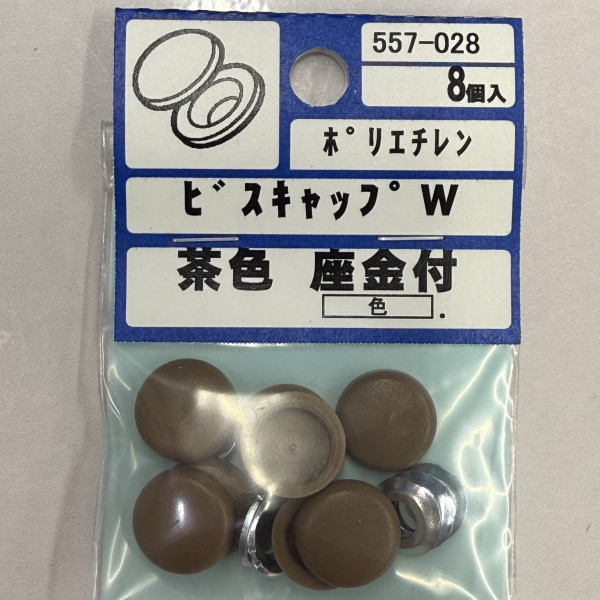 557-028
8個入
ﾎﾟﾘｴﾁﾚﾝ
ﾋﾞｽｷｬｯﾌﾟ W
茶色 座金付
色
.